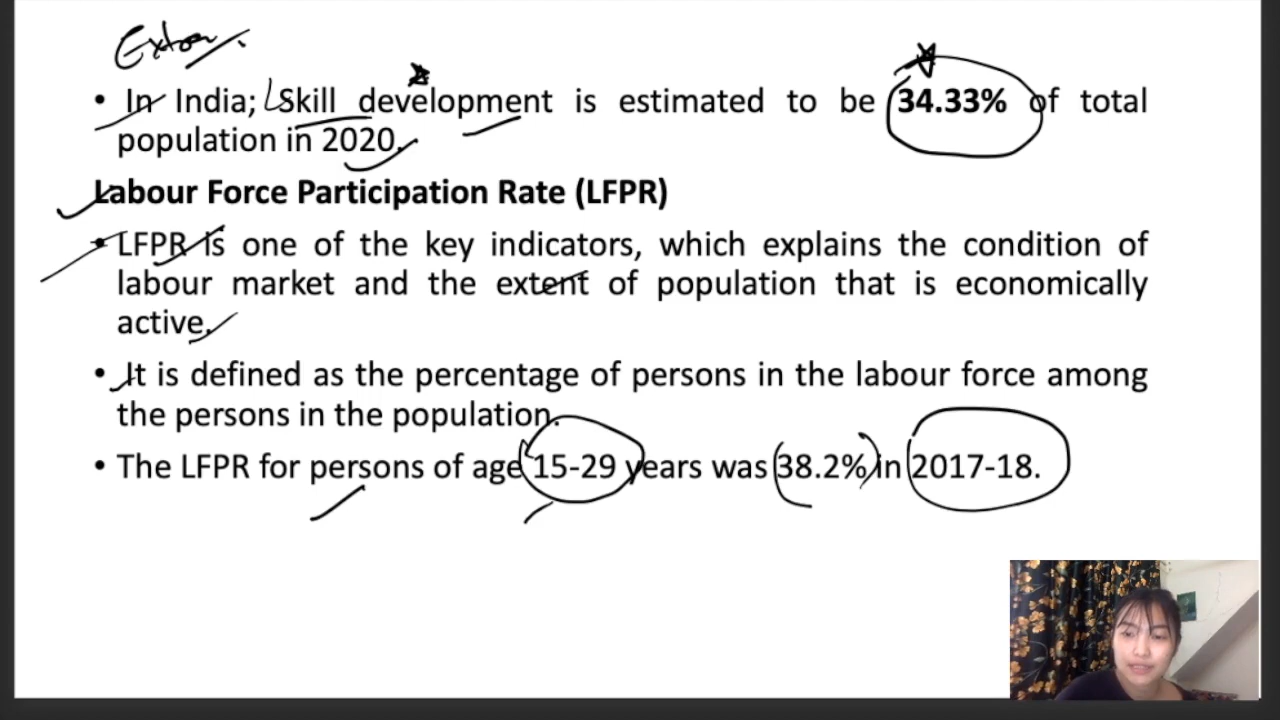 Extra
• In India; Skill development is estimated to be 34.33% of total
population in 2020.
Labour Force Participation Rate (LFPR)
• LFPR is one of the key indicators, which explains the condition of
labour market and the extent of population that is economically
active.
• It is defined as the percentage of persons in the labour force among
the persons in the population.
• The LFPR for persons of age 15-29 years was 38.2% in 2017-18.